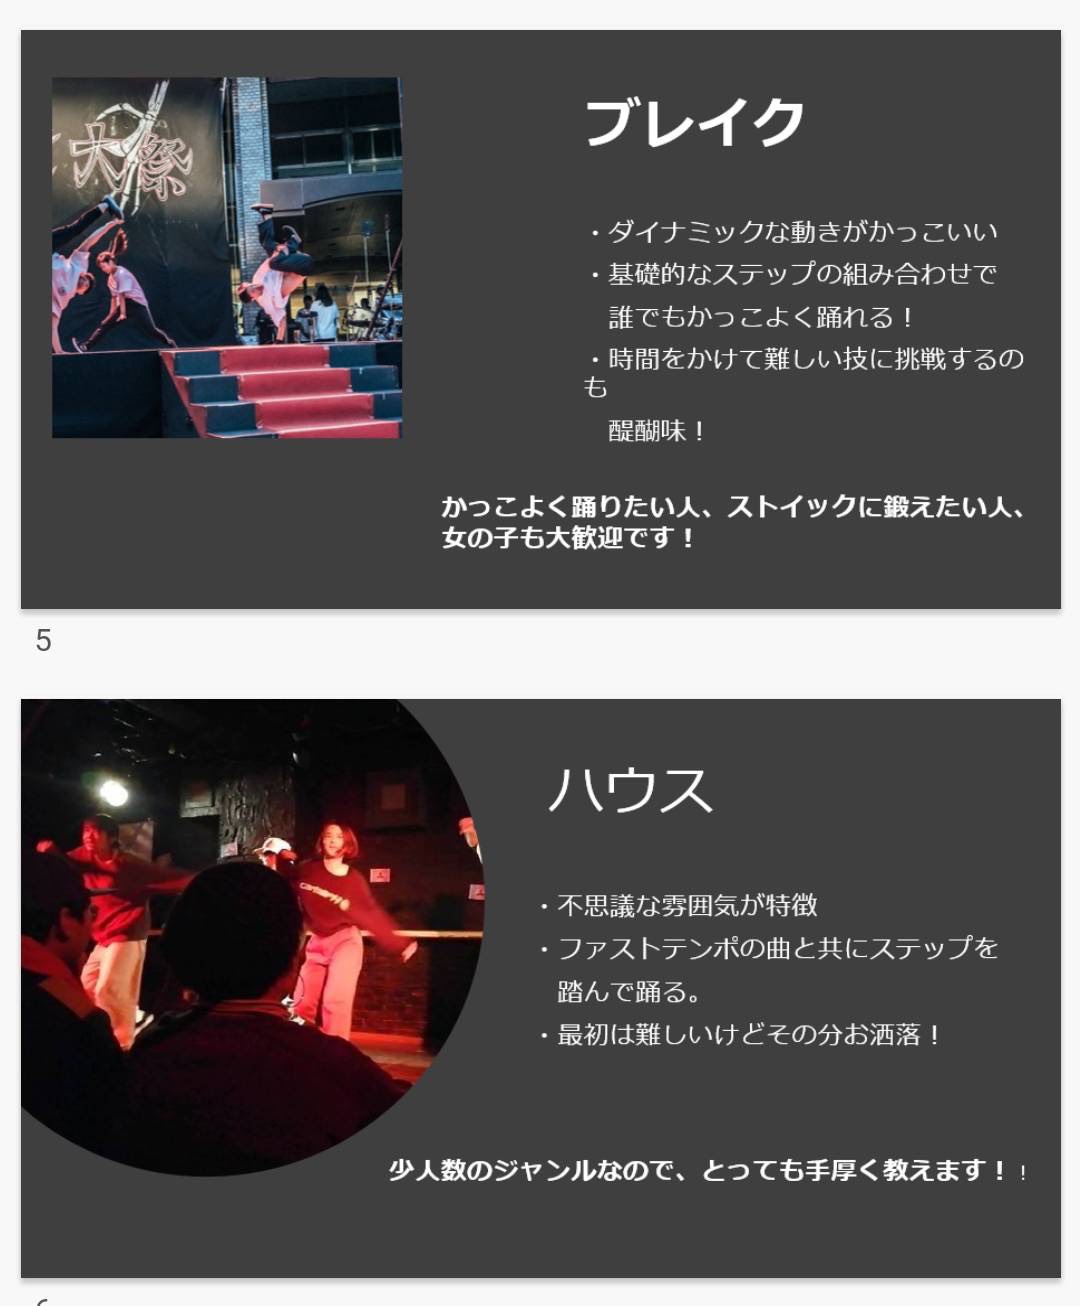 大祭
ブレイク
・ダイナミックな動きがかっこいい
・基礎的なステップの組み合わせで
誰でもかっこよく踊れる！
・時間をかけて難しい技に挑戦するの
も
醍醐味！
かっこよく踊りたい人、ストイックに鍛えたい人、
女の子も大歓迎です！
5
ハウス
・不思議な雰囲気が特徴
・ファストテンポの曲と共にステップを
踏んで踊る。
・最初は難しいけどその分お洒落！
少人数のジャンルなので、とっても手厚く教えます！！